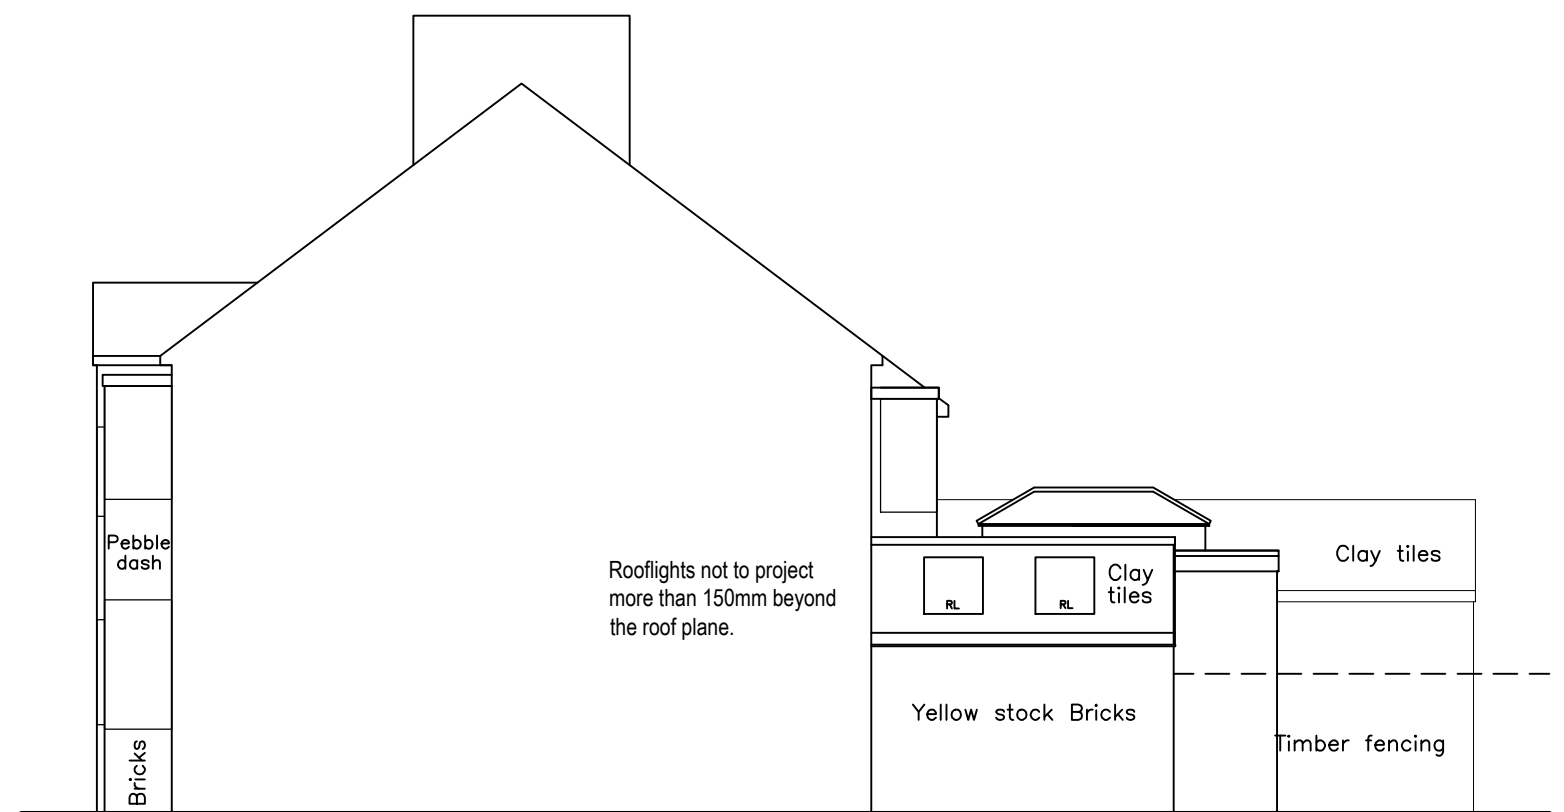 Pebble
dash
Bricks
Rooflights not to project
more than 150mm beyond
the roof plane.
RL
RL
Clay
tiles
Clay tiles
Yellow stock Bricks
Timber fencing